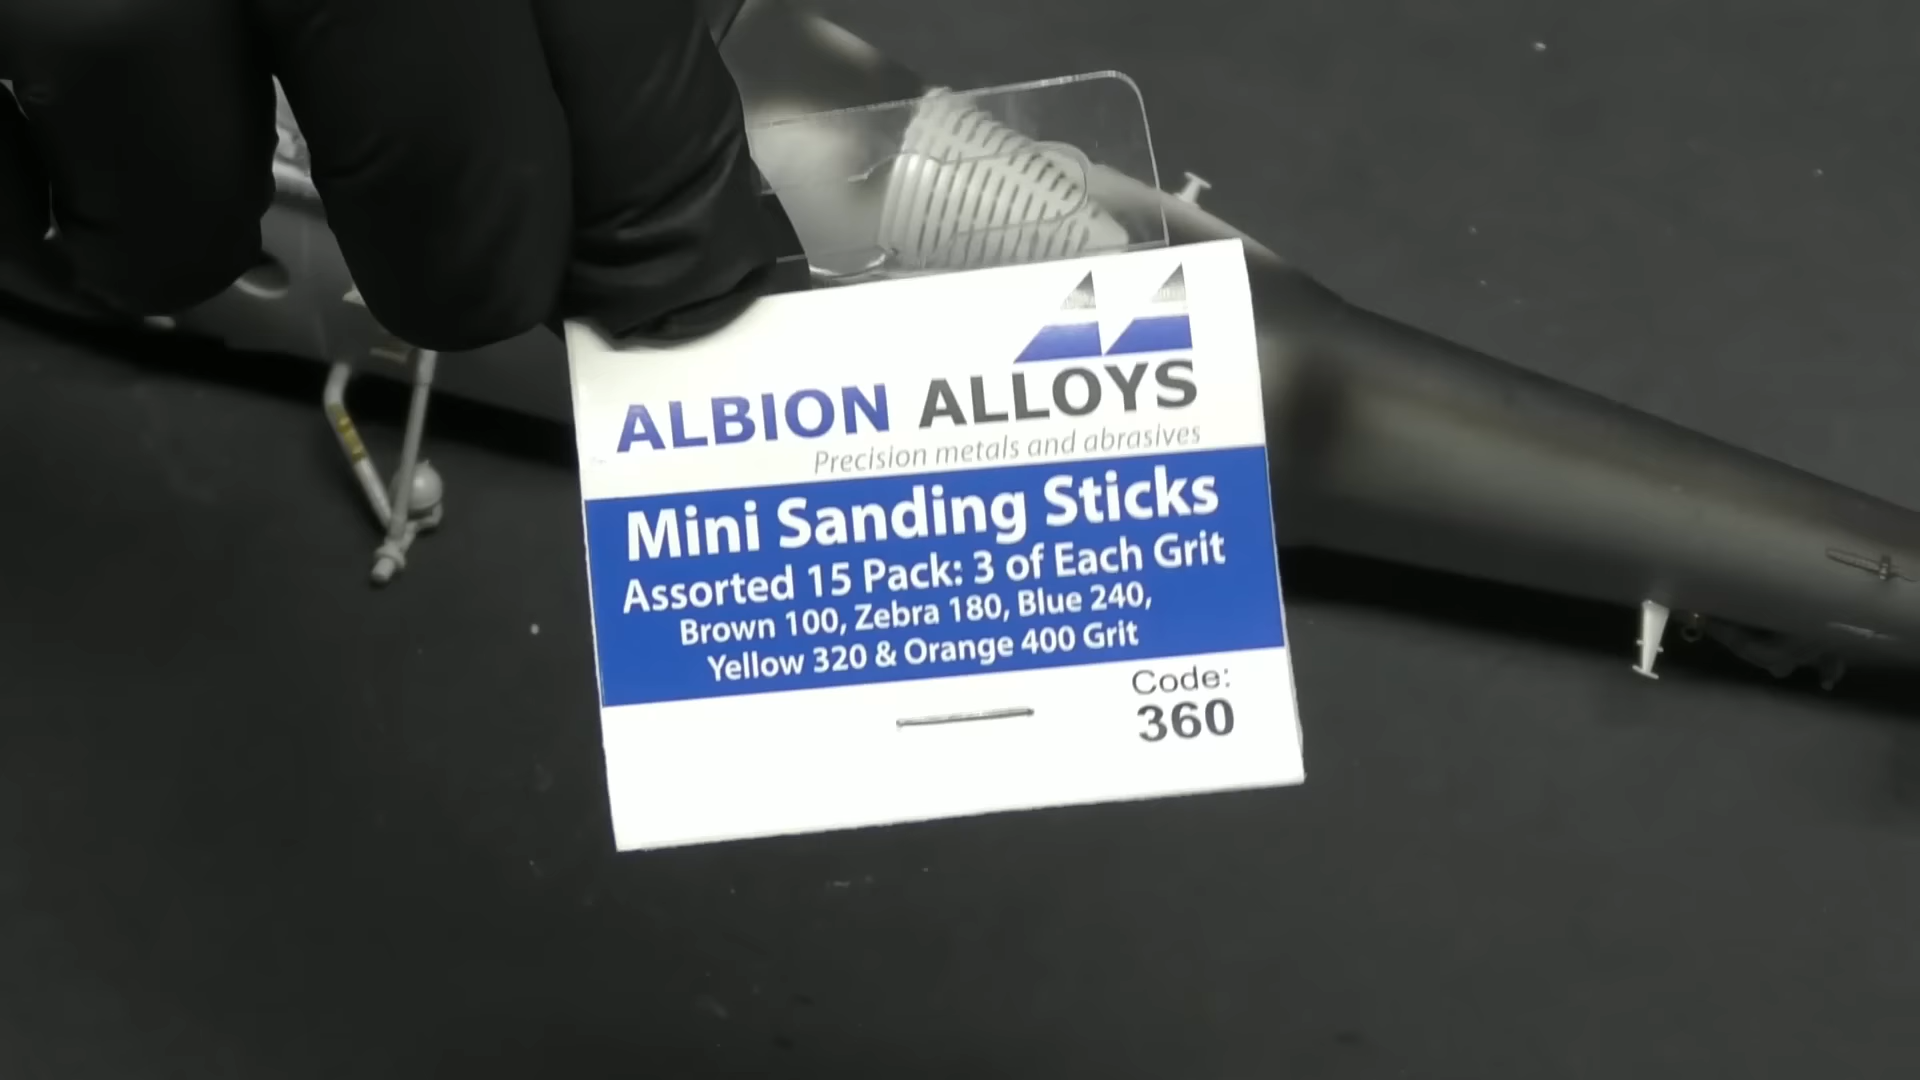 ALBION ALLOYS
Precision metals and abrasives
Mini Sanding Sticks
Assorted 15 Pack: 3 of Each Grit
Brown 100, Zebra 180, Blue 240,
Yellow 320 & Orange 400 Grit
Code:
360